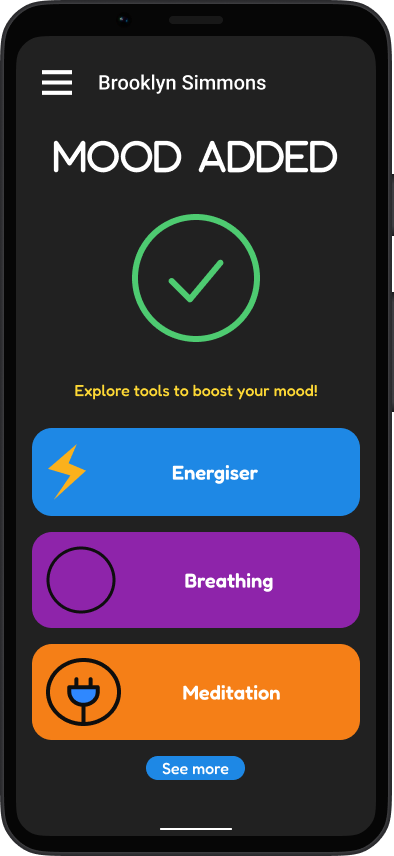 Brooklyn Simmons
MOOD ADDED
Explore tools to boost your mood!
Energiser
Breathing
Meditation
See more